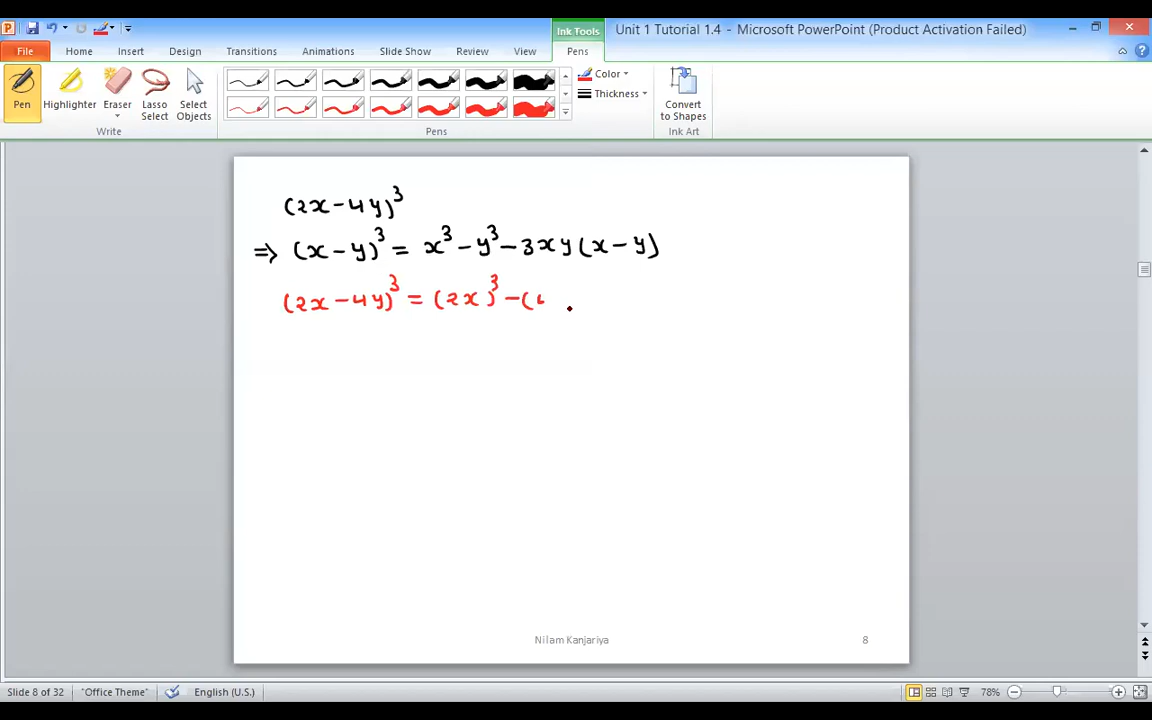 Ink Tools
Unit 1 Tutorial 1.4 - Microsoft PowerPoint (Product Activation Failed)
File Home Insert Design Transitions Animations Slide Show Review View Pens
Pen Highlighter Eraser Lasso Select Select Objects
Color
Thickness
Convert to Shapes
Write Pens Ink Art
(2x-4y)³
⇒ (x-y)³ = x³-y³-3xy(x-y)
(2x-4y)³ = (2x)³-(
Nilam Kanjariya 8
Slide 8 of 32 "Office Theme" English (U.S.) 78%